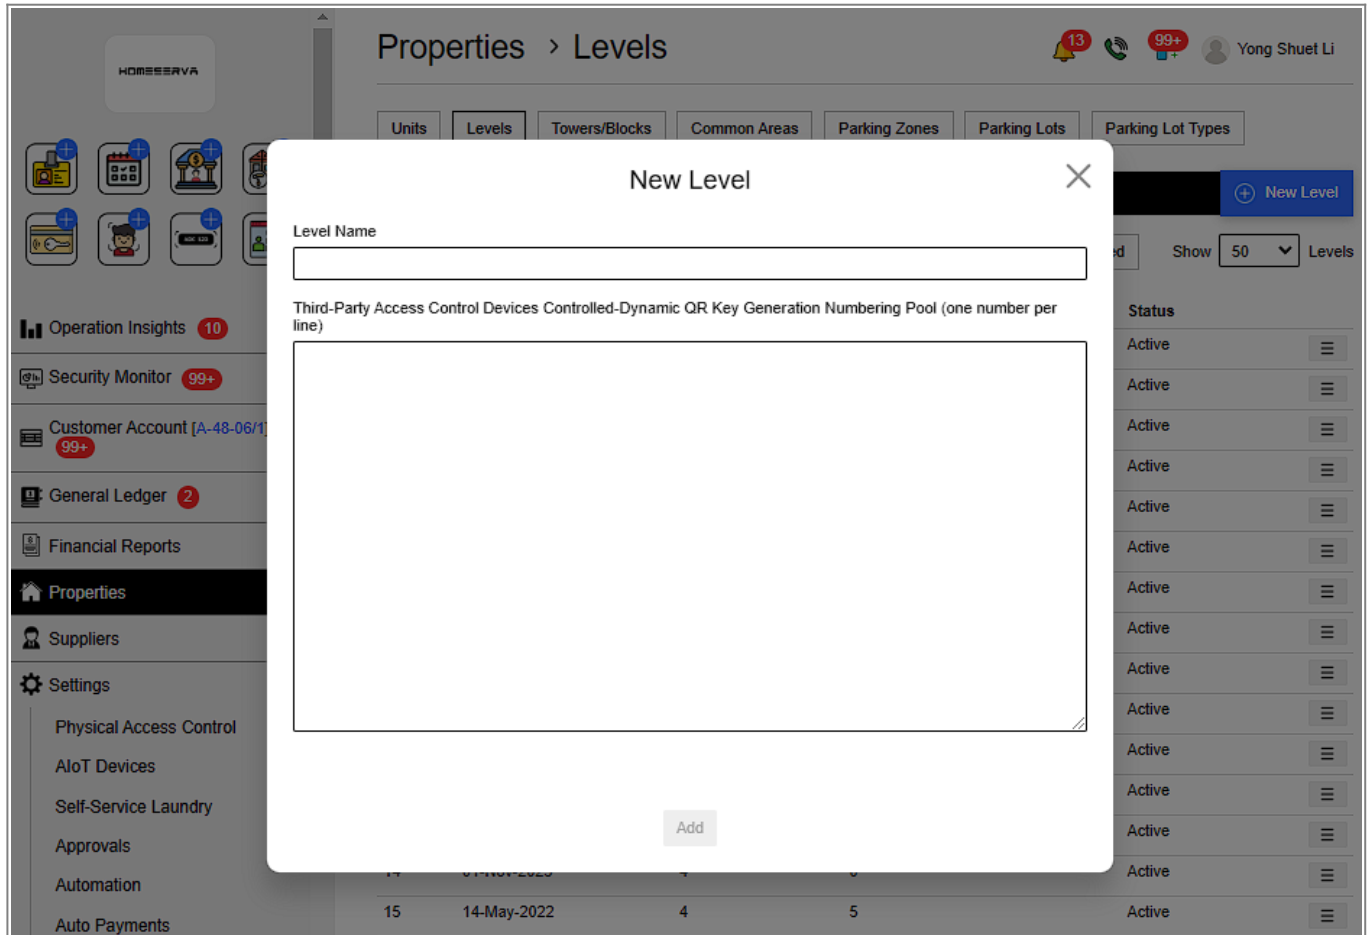 HOMESERVA
Properties > Levels
13
99+
Yong Shuet Li
Units
Levels
Towers/Blocks
Common Areas
Parking Zones
Parking Lots
Parking Lot Types
New Level
New Level
Show 50 Levels
Level Name
Third-Party Access Control Devices Controlled-Dynamic QR Key Generation Numbering Pool (one number per
line)
Add
Operation Insights 10
Security Monitor 99+
Customer Account [A-48-06/1]
99+
General Ledger 2
Financial Reports
Properties
Suppliers
Settings
Physical Access Control
AIoT Devices
Self-Service Laundry
Approvals
Automation
Auto Payments
Status
Active
Active
Active
Active
Active
Active
Active
Active
Active
Active
Active
Active
Active
Active
15 14-May-2022 4 5 Active